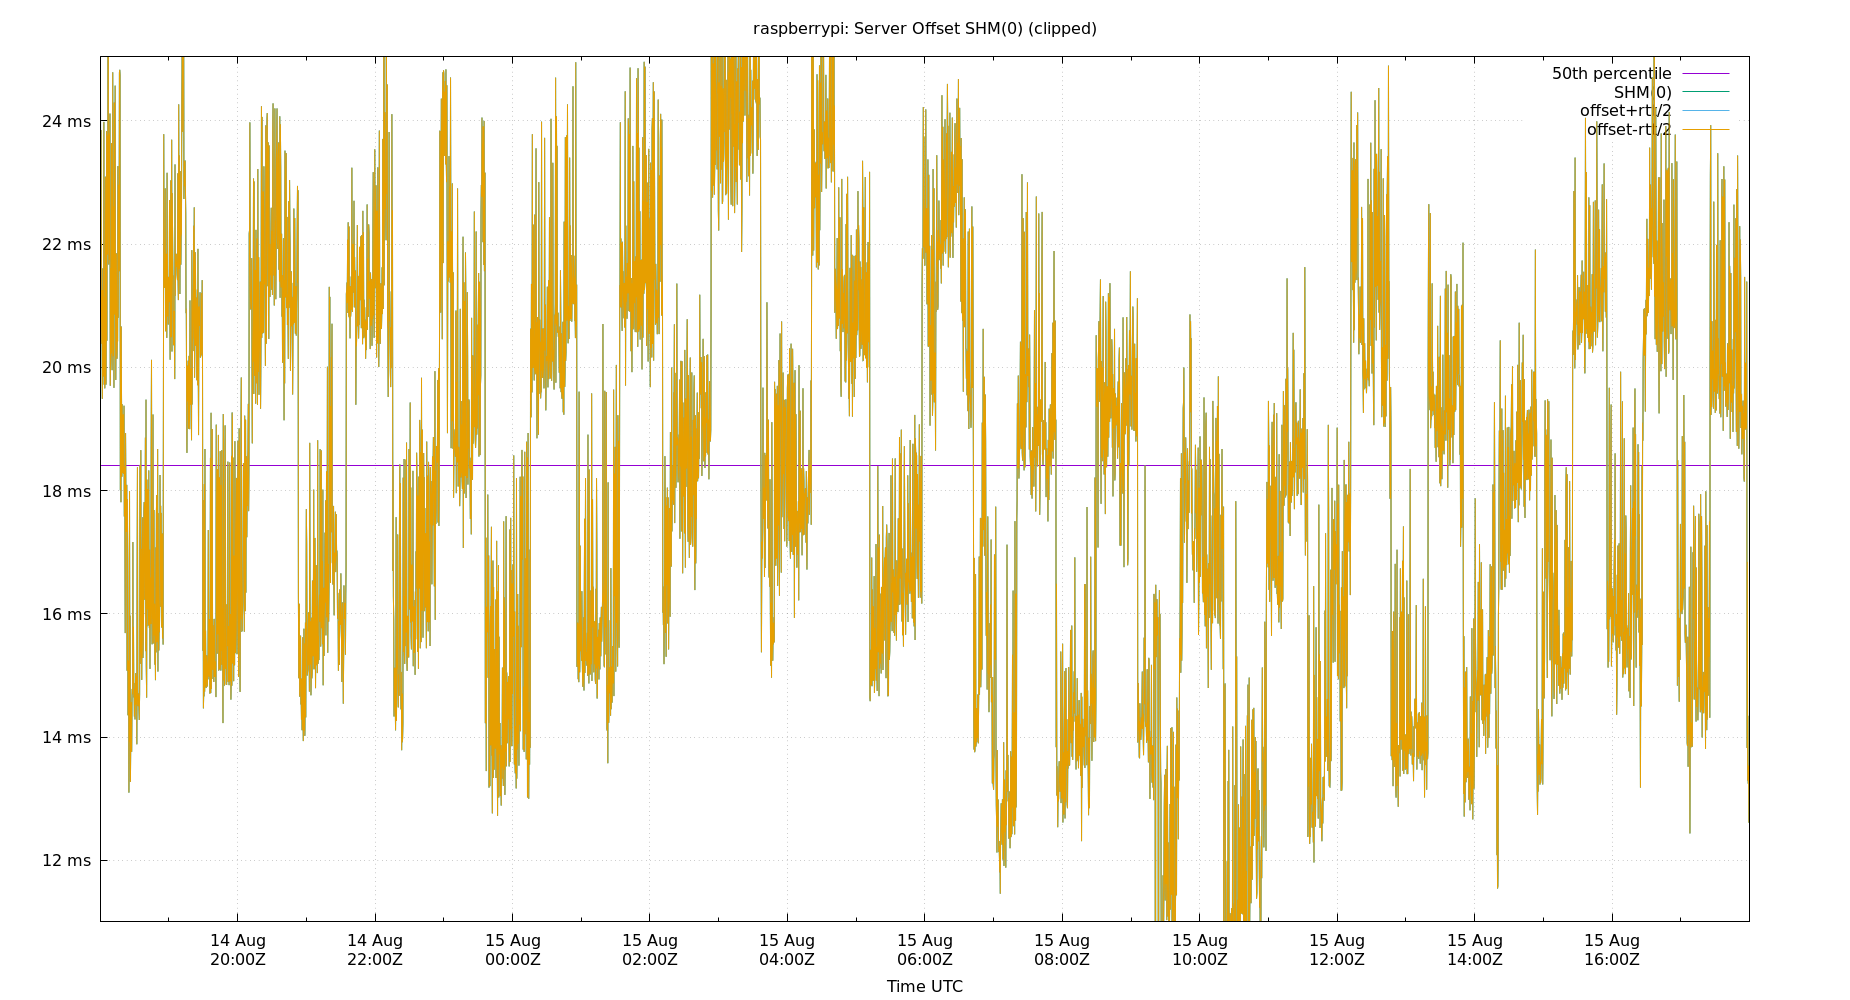 raspberrypi: Server Offset SHM(0) (clipped)
50th percentile
SHM(0)
offset+rtt/2
offset-rtt/2
24 ms
22 ms
20 ms
18 ms
16 ms
14 ms
12 ms
14 Aug 14 Aug 15 Aug 15 Aug 15 Aug 15 Aug 15 Aug 15 Aug 15 Aug 15 Aug 15 Aug
20:00Z 22:00Z 00:00Z 02:00Z 04:00Z 06:00Z 08:00Z 10:00Z 12:00Z 14:00Z 16:00Z
Time UTC